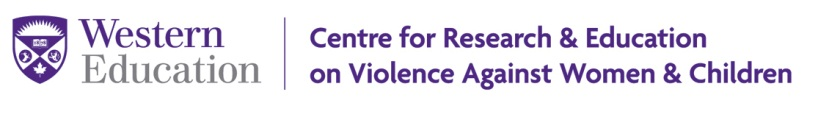 Western
Education
Centre for Research & Education
on Violence Against Women & Children